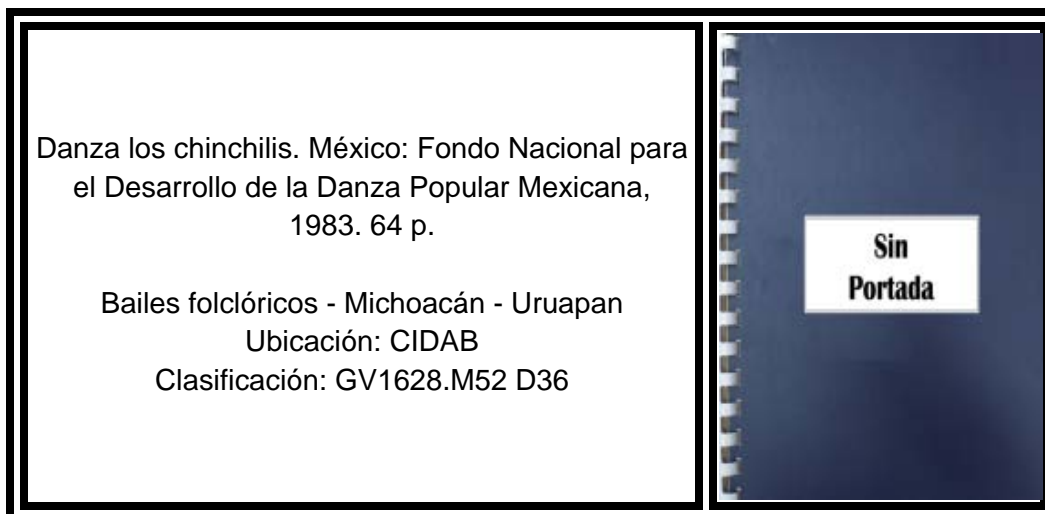 Danza los chinchilis. México: Fondo Nacional para
el Desarrollo de la Danza Popular Mexicana,
1983. 64 p.
Bailes folclóricos - Michoacán - Uruapan
Ubicación: CIDAB
Clasificación: GV1628.M52 D36
Sin
Portada